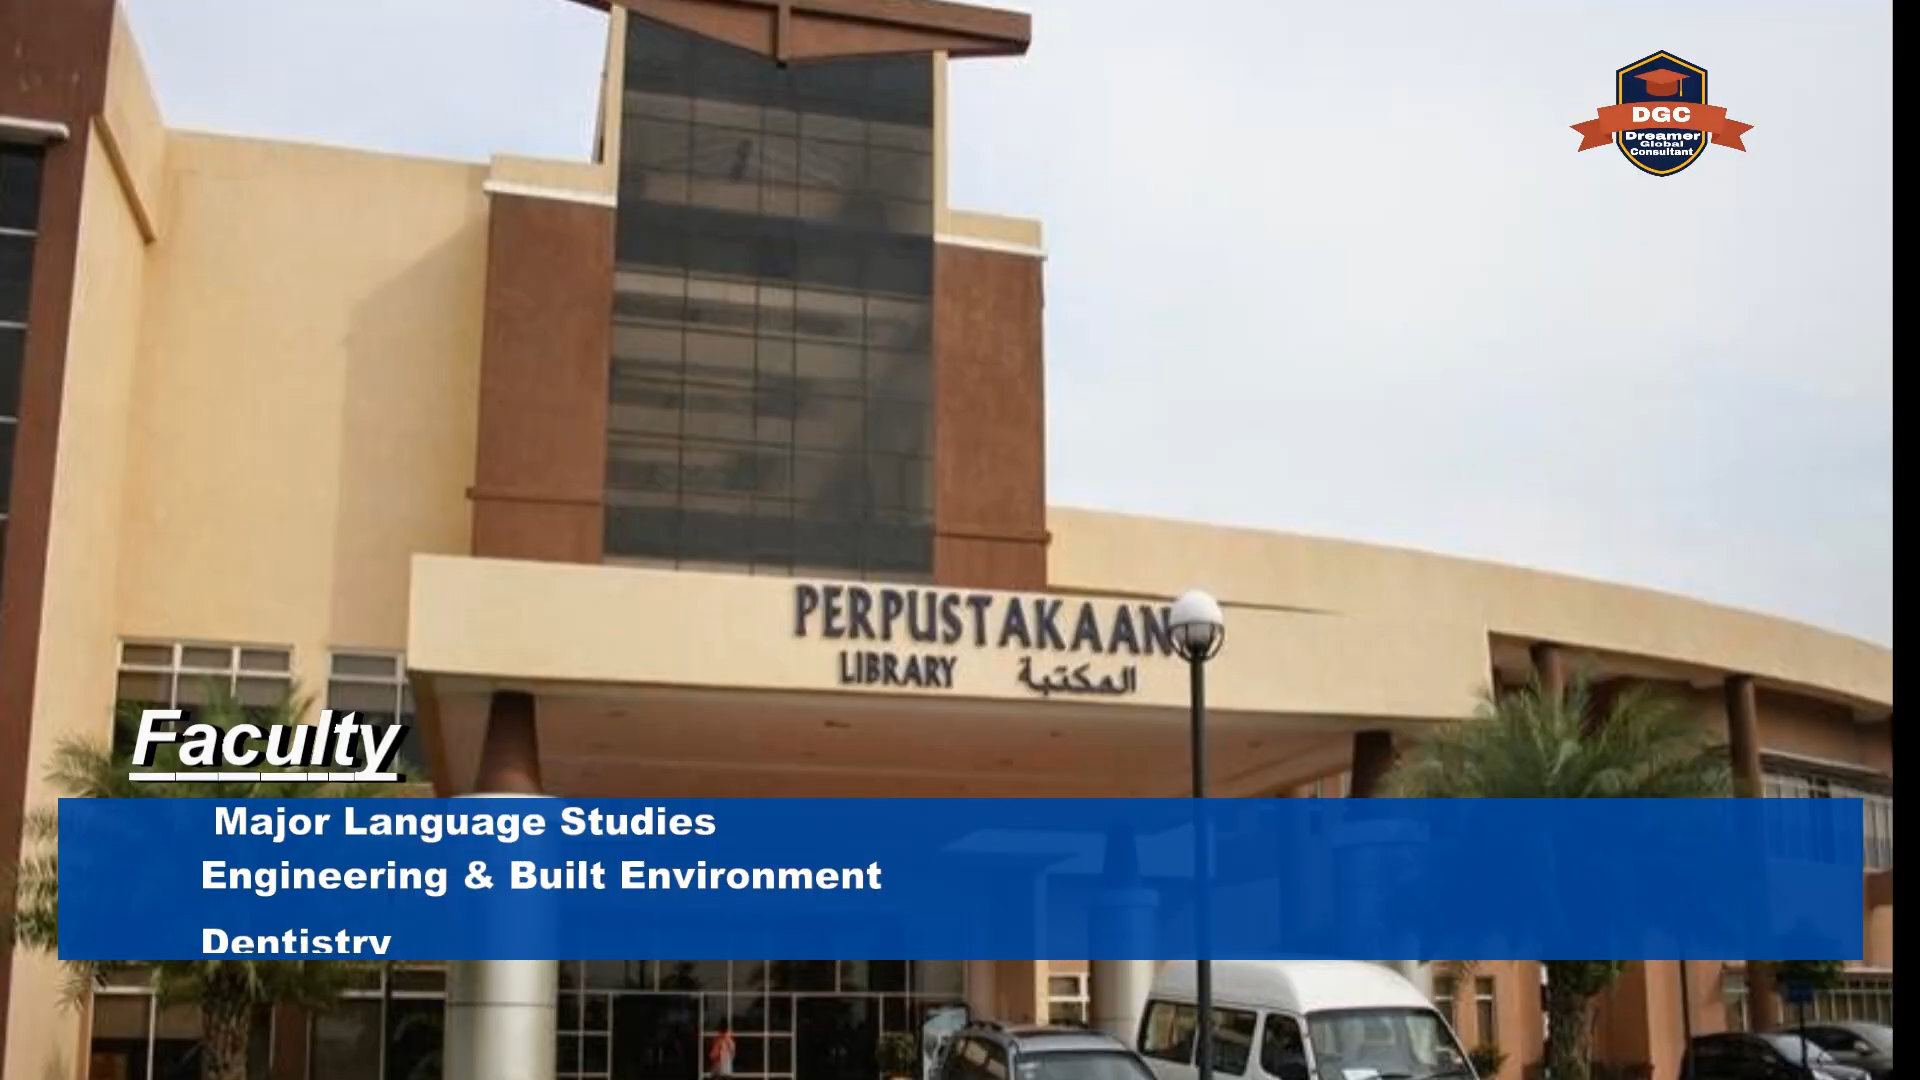 DGC
Dreamer
Global
Consultant
PERPUSTAKAAN
LIBRARY المكتبة
Faculty
Major Language Studies
Engineering & Built Environment
Dentistry